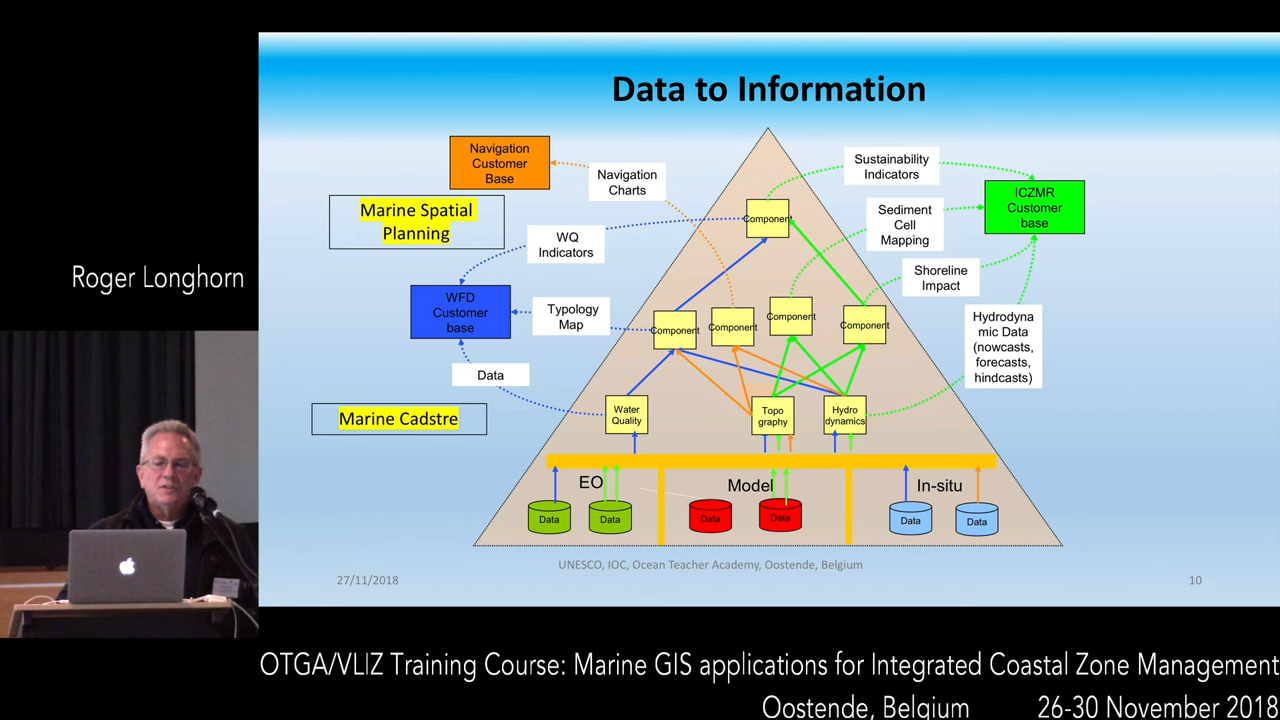 Data to Information
Navigation
Customer
Base
Navigation
Charts
Sustainability
Indicators
ICZMR
Customer
base
Marine Spatial
Planning
Component
Sediment
Cell
Mapping
WQ
Indicators
Roger Longhorn
Shoreline
Impact
WFD
Customer
base
Typology
Map
Component
Component
Component
Component
Hydrodyna
mic Data
(nowcasts,
forecasts,
hindcasts)
Data
Marine Cadstre
Water
Quality
Topo
graphy
Hydro
dynamics
EO
Model
In-situ
Data
Data
Data
Data
Data
Data
UNESCO, IOC, Ocean Teacher Academy, Oostende, Belgium
27/11/2018
10
OTGA/VLIZ Training Course: Marine GIS applications for Integrated Coastal Zone Management
Oostende, Belgium 26-30 November 2018